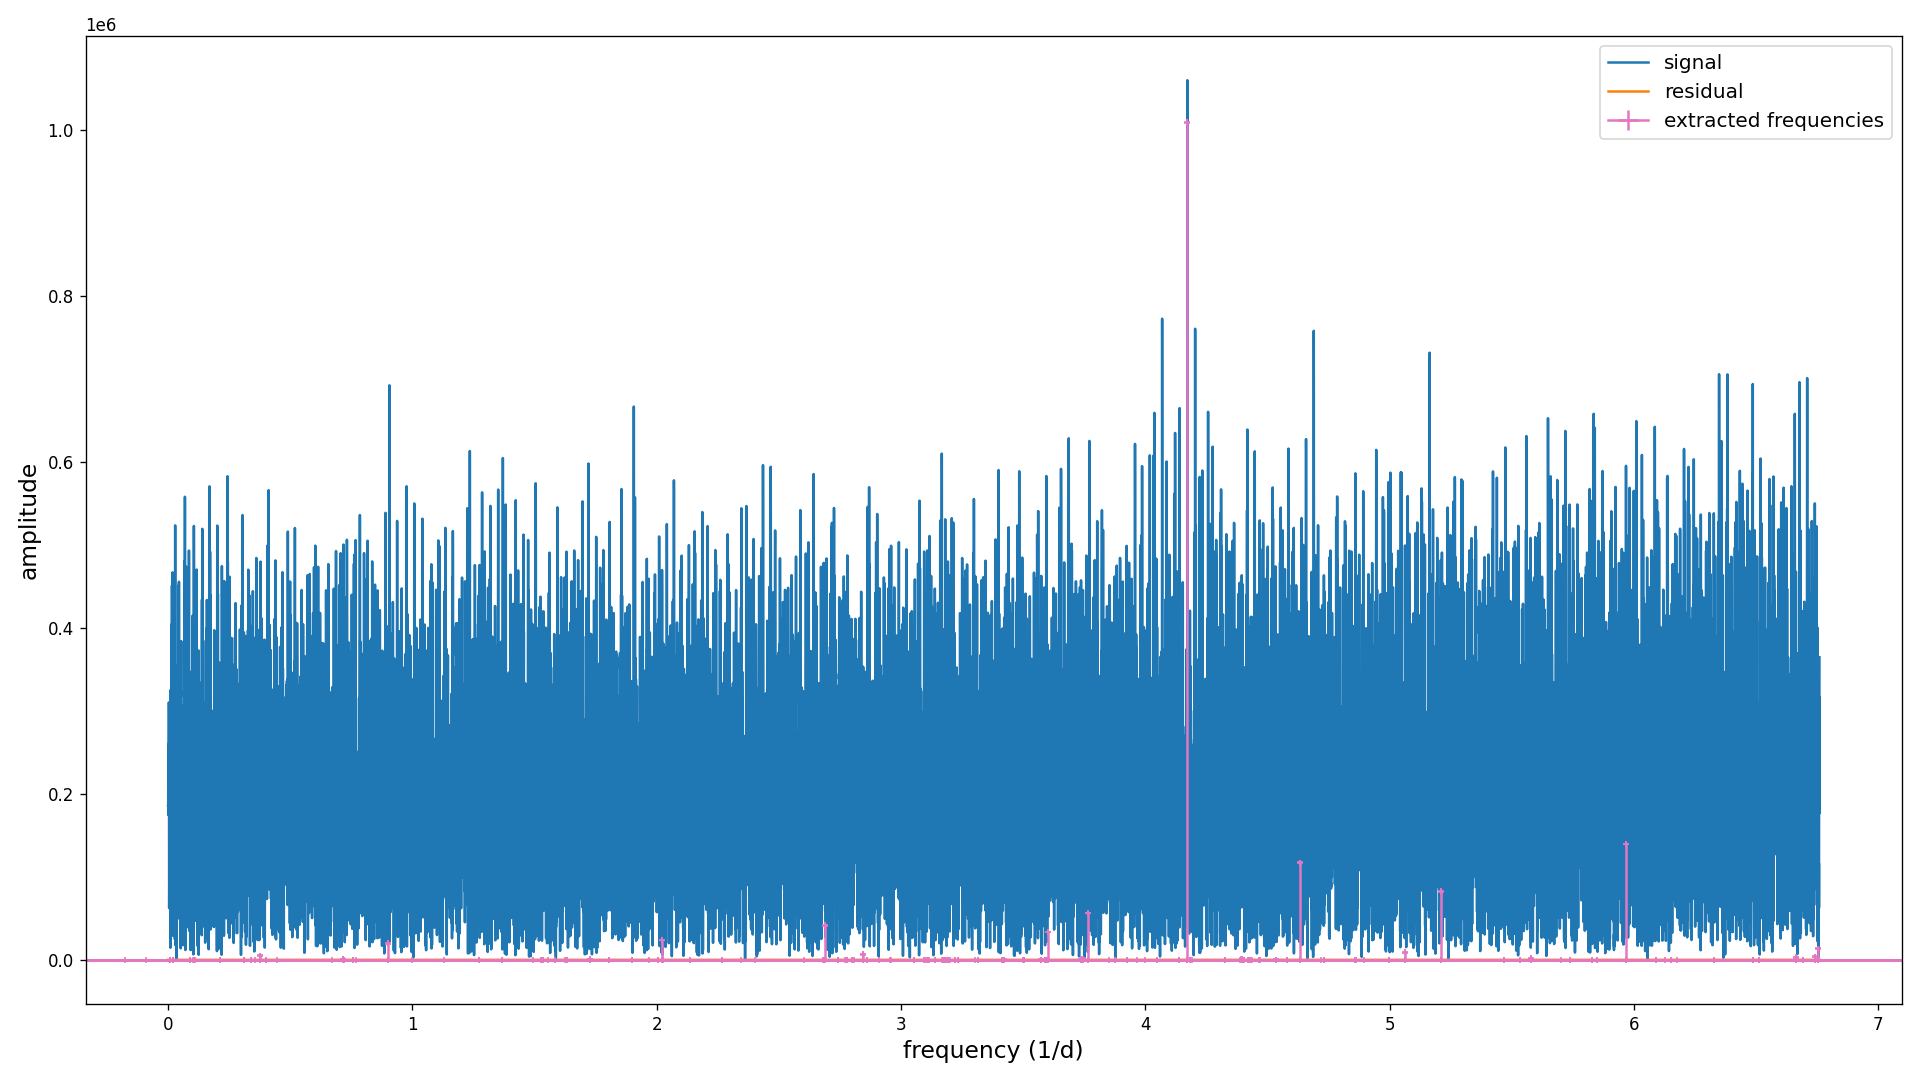 1e6
signal
residual
extracted frequencies
1.0
0.8
0.6
0.4
0.2
0.0
amplitude
0 1 2 3 4 5 6 7
frequency (1/d)